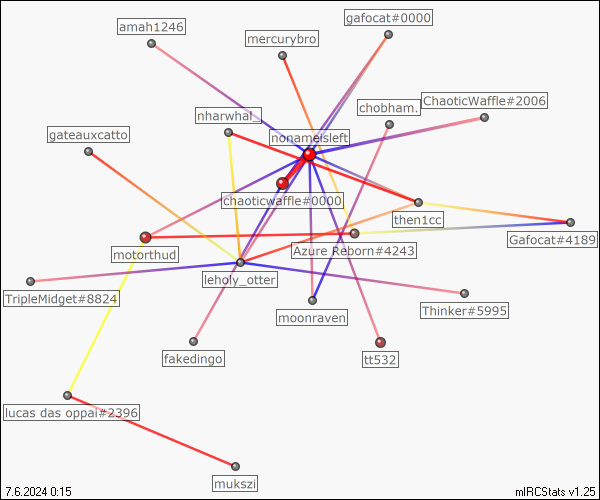 gafocat#0000
amah1246
mercurybro
ChaoticWaffle#2006
chobham.
nharwhal_
nonameisleft
gateauxcatto
chaoticwaffle#0000
then1cc
Gafocat#4189
Azure Reborn#4243
motorthud
leholy_otter
TripleMidget#8824
Thinker#5995
moonraven
fakedingo
tt532
lucas das oppai#2396
mukszi
7.6.2024 0:15
mIRCStats v1.25